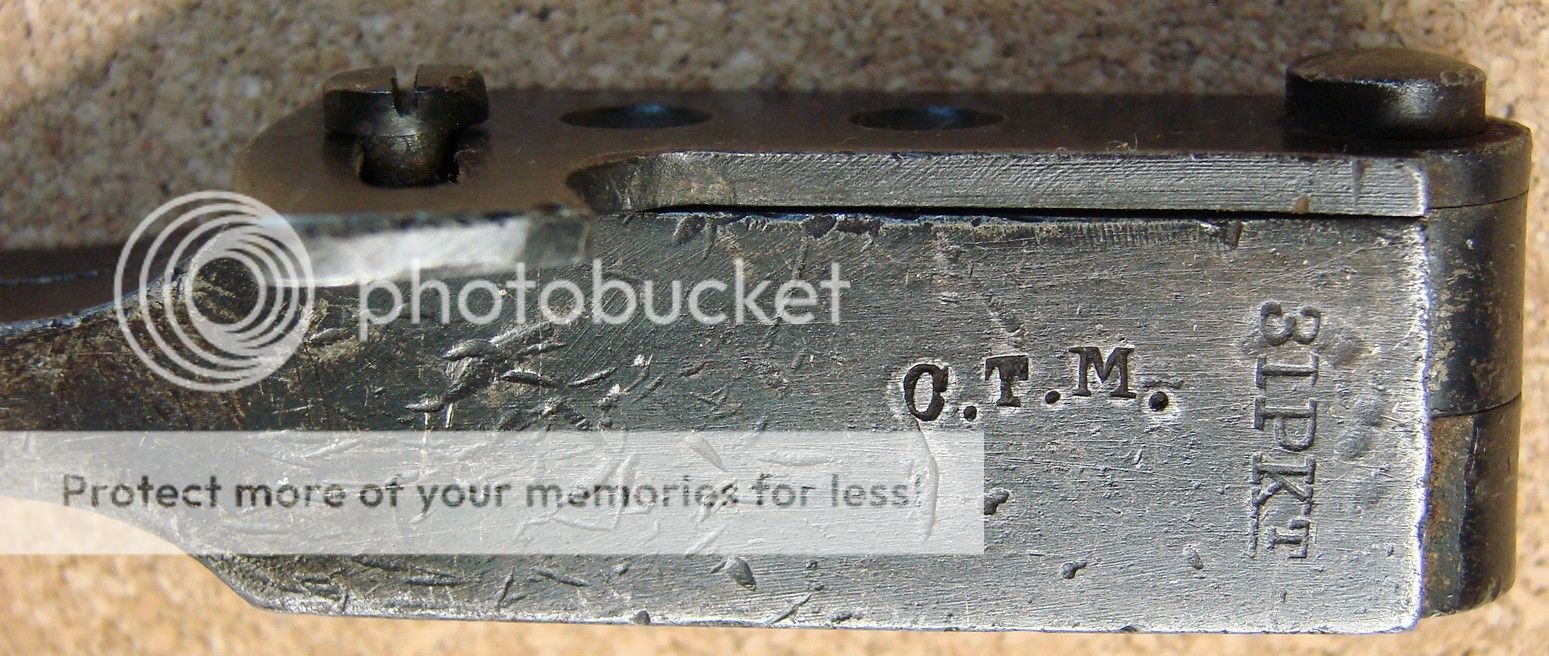 photobucket
Protect more of your memories for less!
C.T.M.
31PKT